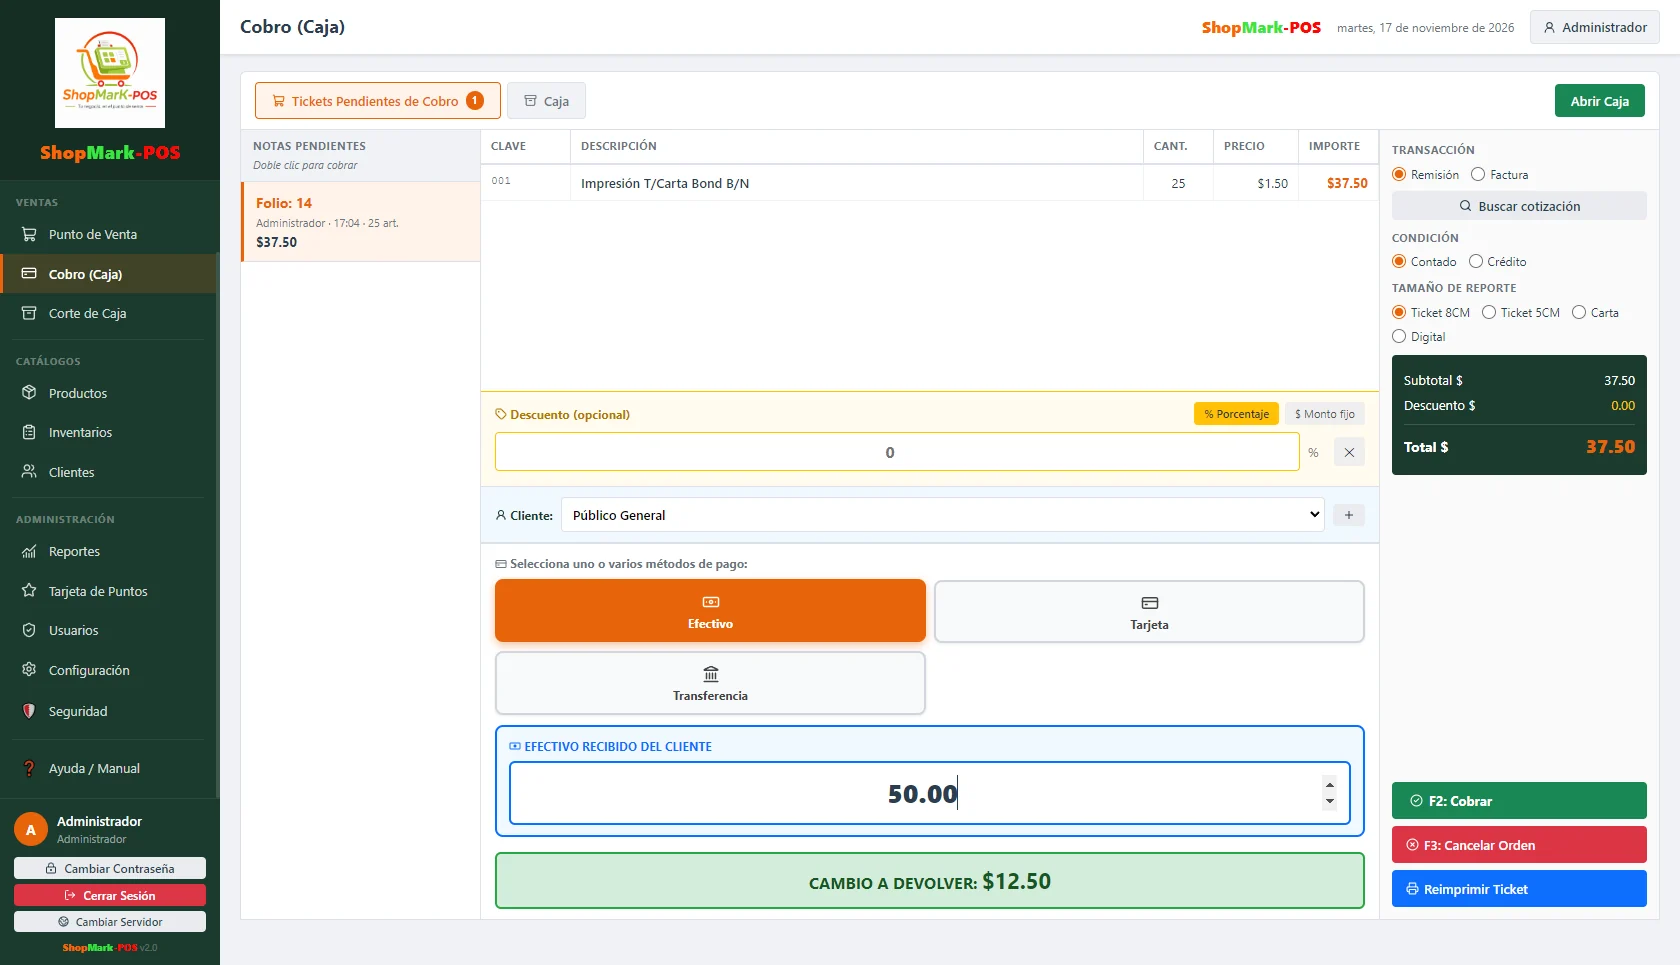 ShopMarK-POS
ShopMark-POS
VENTAS
Punto de Venta
Cobro (Caja)
Corte de Caja
CATÁLOGOS
Productos
Inventarios
Clientes
ADMINISTRACIÓN
Reportes
Tarjeta de Puntos
Usuarios
Configuración
Seguridad
Ayuda / Manual
A
Administrador
Administrador
Cambiar Contraseña
Cerrar Sesión
Cambiar Servidor
ShopMark-POS v2.0
Cobro (Caja)
ShopMark-POS martes, 17 de noviembre de 2026 Administrador
Tickets Pendientes de Cobro 1 Caja
Abrir Caja
NOTAS PENDIENTES
Doble clic para cobrar
Folio: 14
Administrador · 17:04 · 25 art.
$37.50
CLAVE DESCRIPCIÓN CANT. PRECIO IMPORTE
001 Impresión T/Carta Bond B/N 25 $1.50 $37.50
Descuento (opcional) % Porcentaje $ Monto fijo
0 %
Cliente: Público General +
Selecciona uno o varios métodos de pago:
Efectivo
Tarjeta
Transferencia
EFECTIVO RECIBIDO DEL CLIENTE
50.00
CAMBIO A DEVOLVER: $12.50
TRANSACCIÓN
Remisión Factura
Buscar cotización
CONDICIÓN
Contado Crédito
TAMAÑO DE REPORTE
Ticket 8CM Ticket 5CM Carta
Digital
Subtotal $ 37.50
Descuento $ 0.00
Total $ 37.50
F2: Cobrar
F3: Cancelar Orden
Reimprimir Ticket